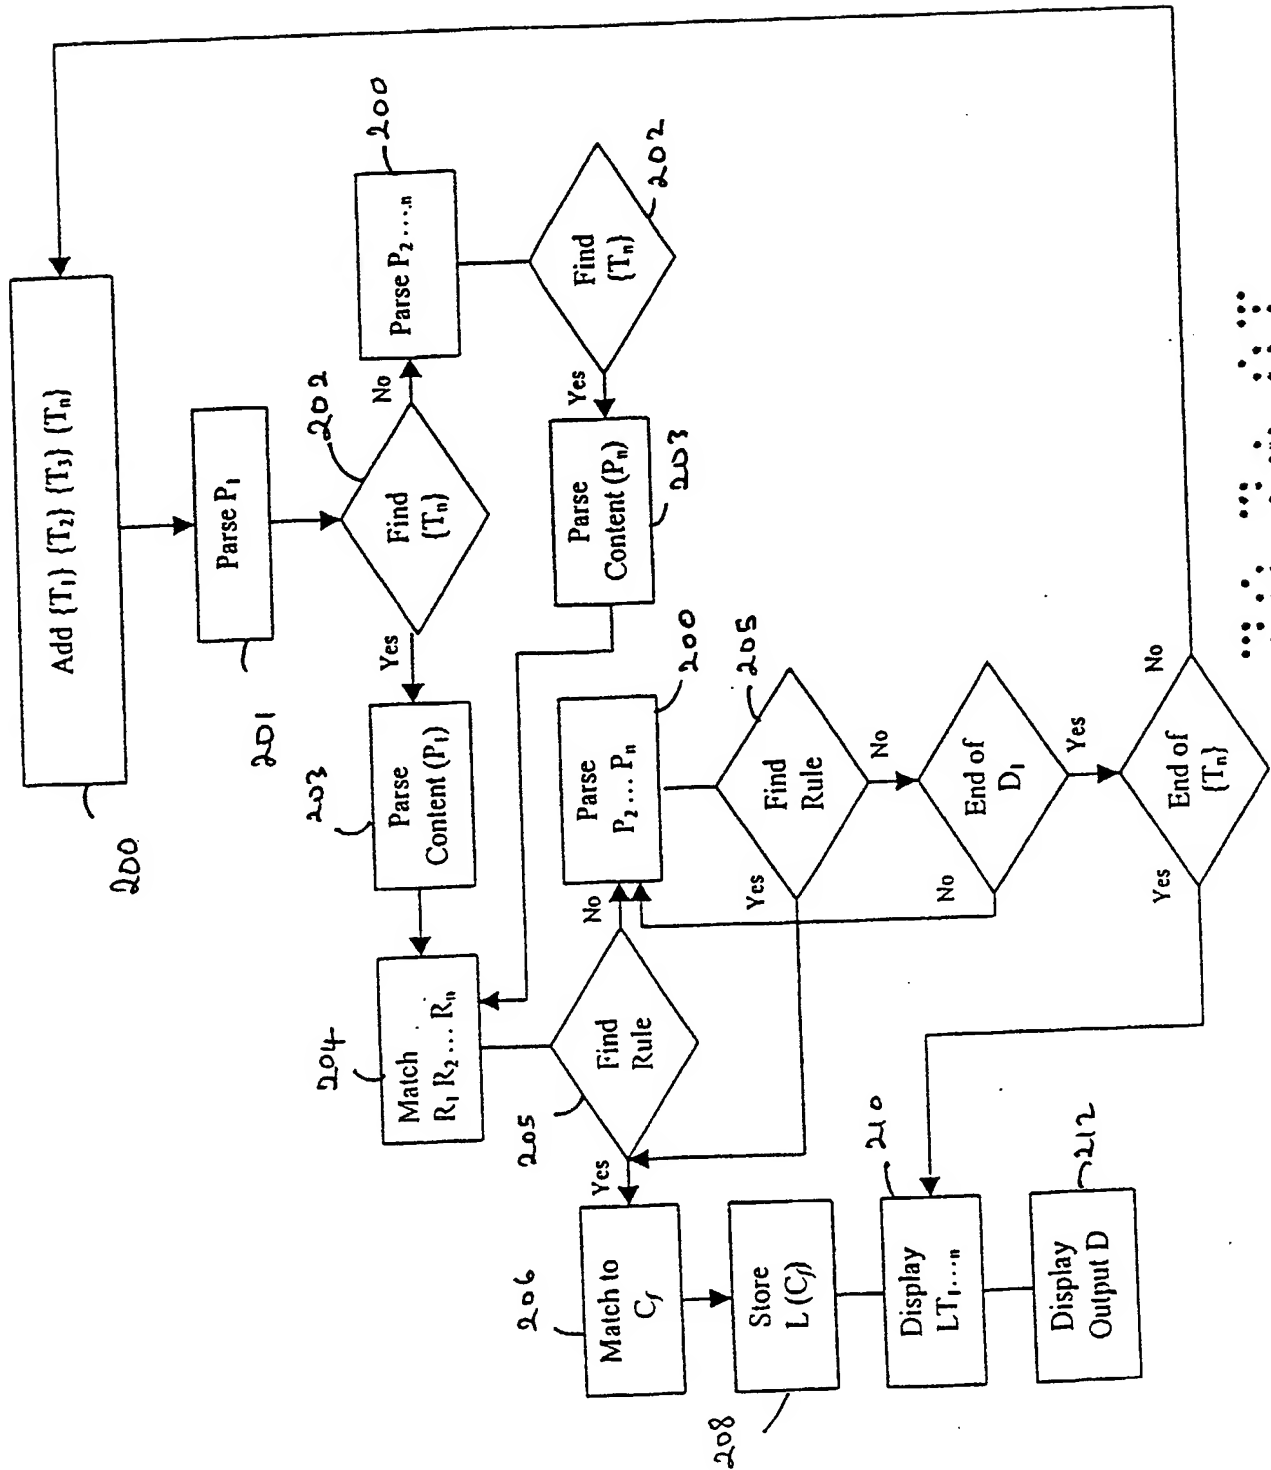 Add {T₁} {T₂} {T₃} {Tₙ}
200
Parse P₁
201
Find
{Tₙ}
202
No
Parse P₂ ....ₙ
200
Find
{Tₙ}
202
Yes
Parse
Content (Pₙ)
203
Yes
Parse
Content (P₁)
203
Match
R₁ R₂ ... Rₙ
204
Find
Rule
205
No
Parse
P₂ ... Pₙ
200
Find
Rule
205
Yes
No
End of
D₁
No
Yes
End of
{Tₙ}
No
Yes
Yes
Match to
C_f
206
Store
L (C_f)
208
Display
LT₁....ₙ
210
Display
Output D
212